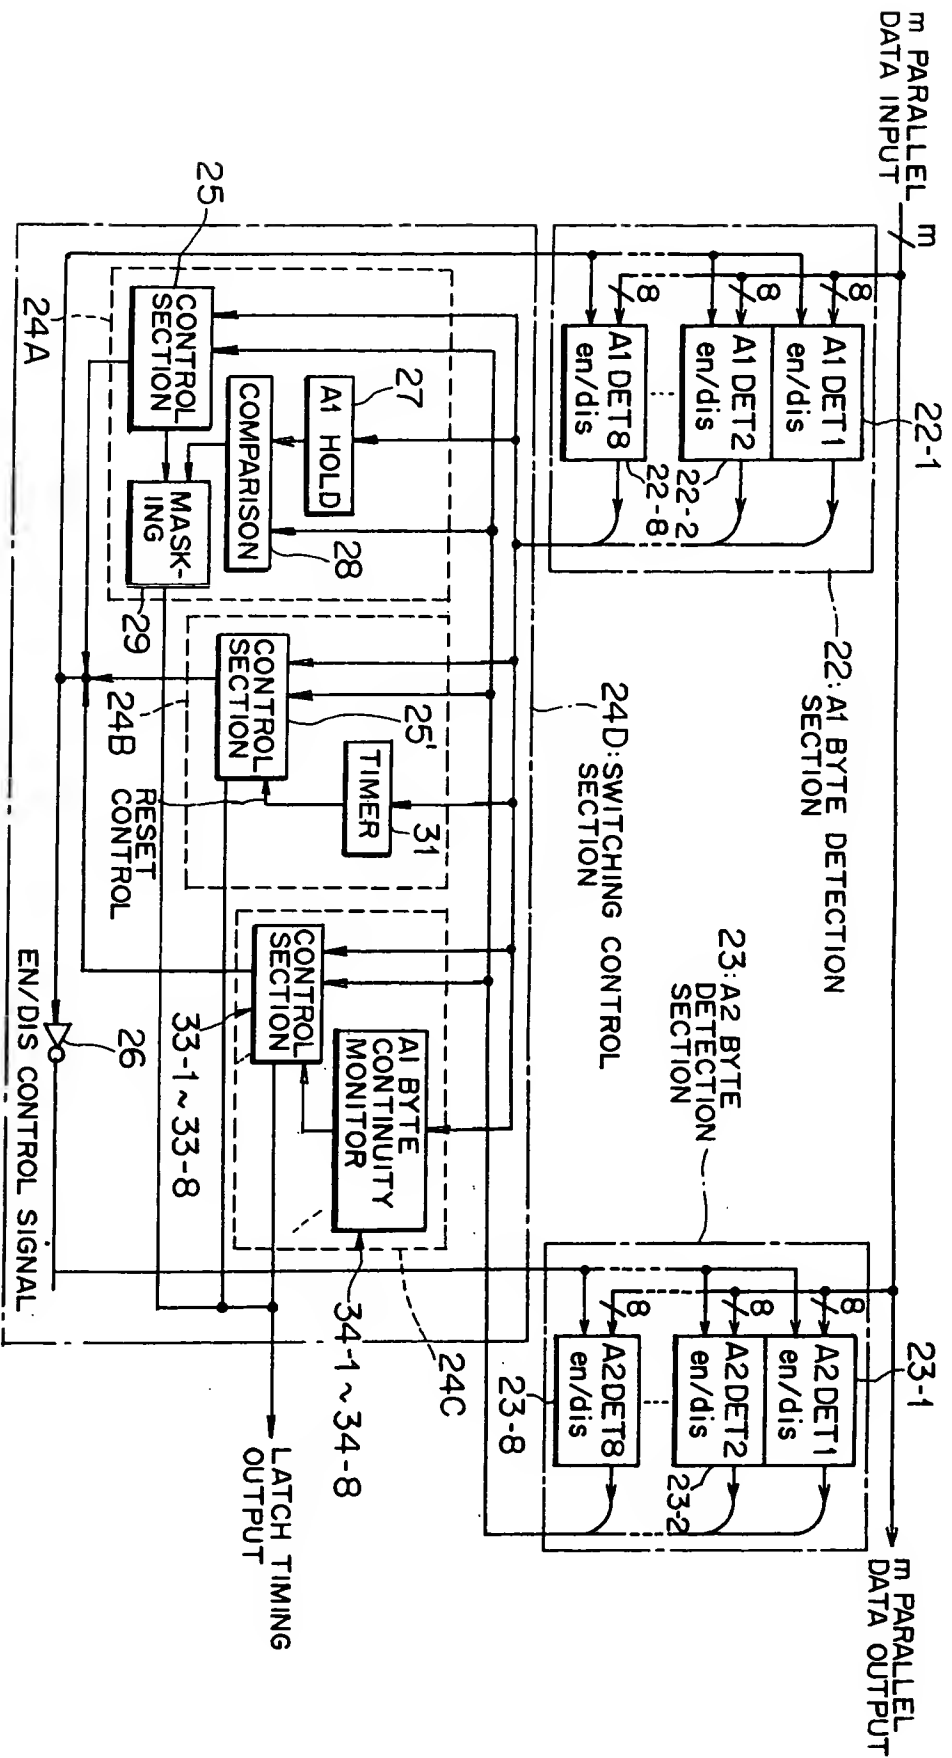 m PARALLEL
DATA INPUT
m
8
8
8
A1 DET1
en/dis
A1 DET2
en/dis
A1 DET8
en/dis
22-1
22-2
22-8
22: A1 BYTE DETECTION
SECTION
23: A2 BYTE
DETECTION
SECTION
8
8
8
A2 DET1
en/dis
A2 DET2
en/dis
A2 DET8
en/dis
23-1
23-2
23-8
m PARALLEL
DATA OUTPUT
24D: SWITCHING CONTROL
SECTION
25
CONTROL
SECTION
24A
27
A1 HOLD
COMPARISON
28
MASK-
ING
29
CONTROL
SECTION
25'
24B
TIMER
31
RESET
CONTROL
CONTROL
SECTION
33-1~33-8
A1 BYTE
CONTINUITY
MONITOR
34-1~34-8
24C
26
EN/DIS CONTROL SIGNAL
LATCH TIMING
OUTPUT